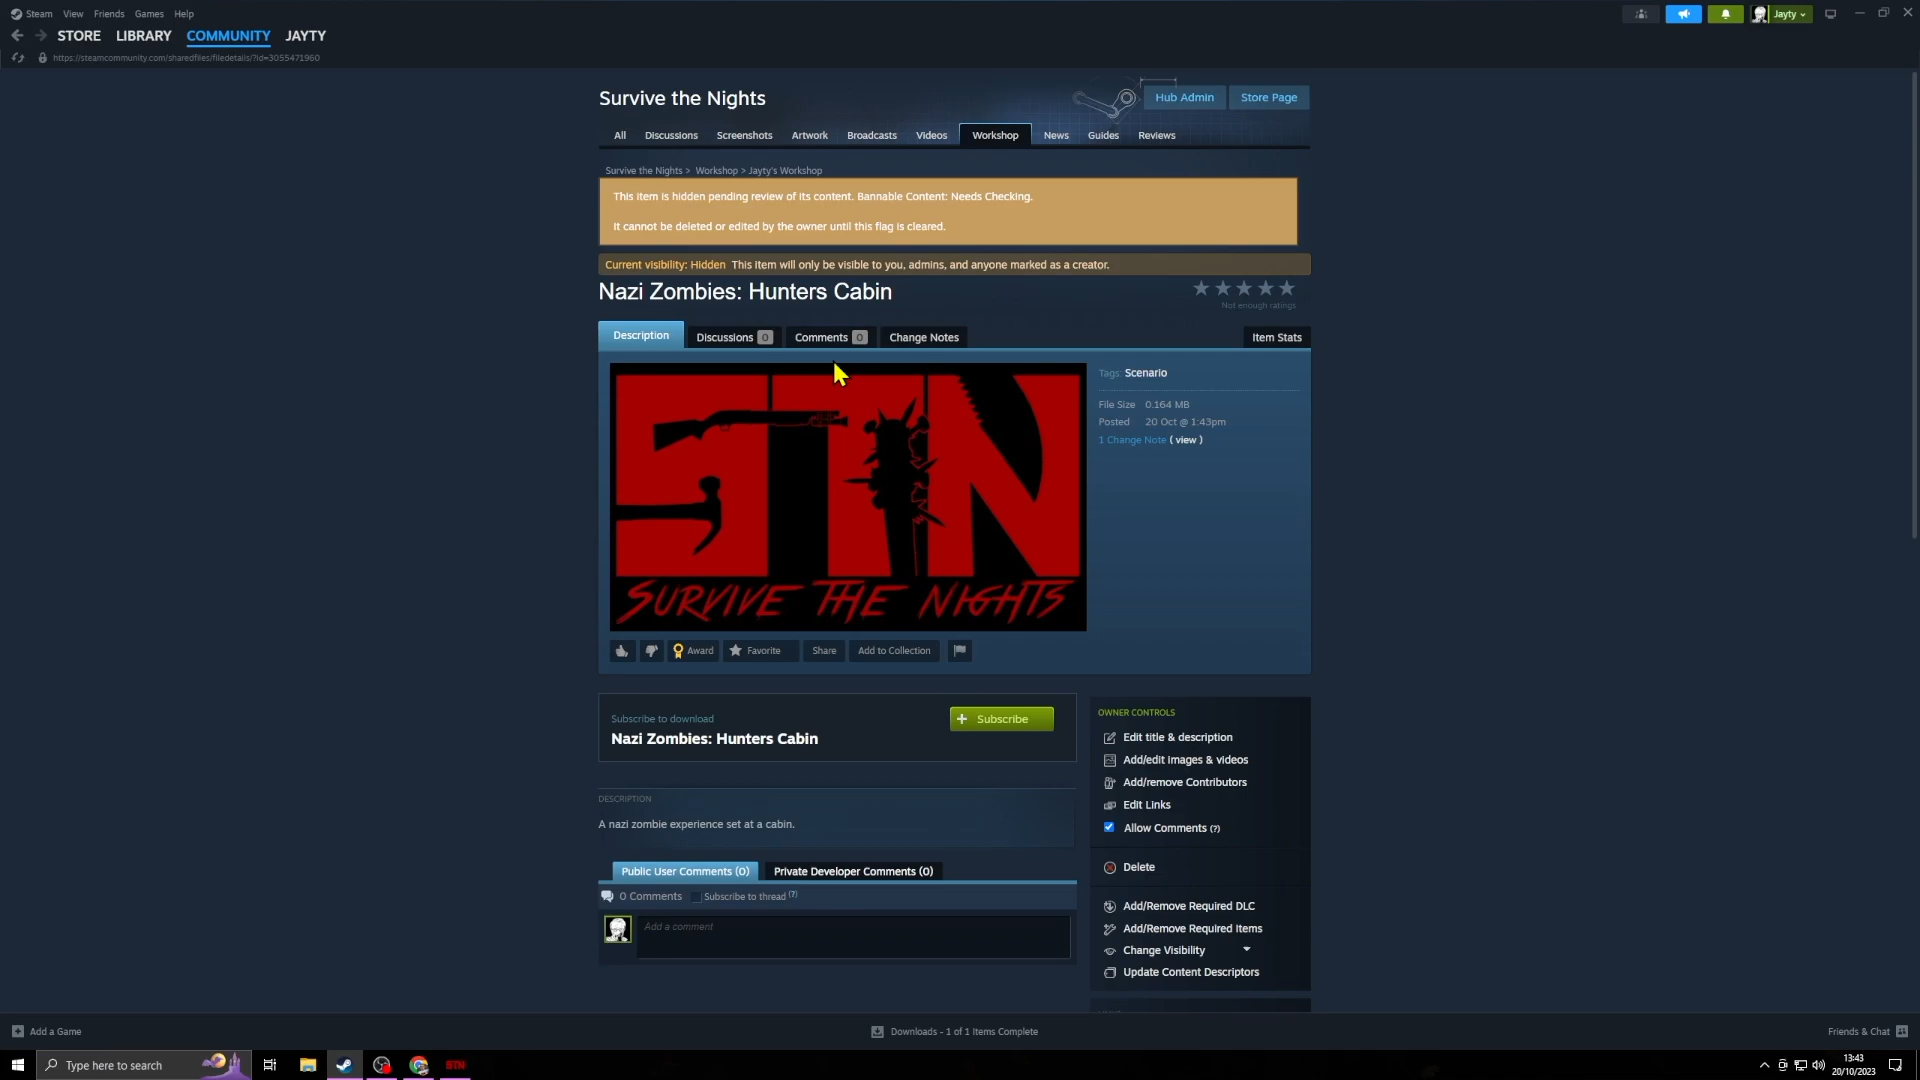 Steam View Friends Games Help
Jayty
STORE LIBRARY COMMUNITY JAYTY
https://steamcommunity.com/sharedfiles/filedetails/?id=3055471960
Survive the Nights
Hub Admin Store Page
All Discussions Screenshots Artwork Broadcasts Videos Workshop News Guides Reviews
Survive the Nights > Workshop > Jayty's Workshop
This item is hidden pending review of its content. Bannable Content: Needs Checking.
It cannot be deleted or edited by the owner until this flag is cleared.
Current visibility: Hidden This item will only be visible to you, admins, and anyone marked as a creator.
Nazi Zombies: Hunters Cabin
Not enough ratings
Description Discussions 0 Comments 0 Change Notes Item Stats
Tags: Scenario
File Size 0.164 MB
Posted 20 Oct @ 1:43pm
1 Change Note ( view )
STN
SURVIVE THE NIGHTS
Award Favorite Share Add to Collection
Subscribe to download
Nazi Zombies: Hunters Cabin
+ Subscribe
DESCRIPTION
A nazi zombie experience set at a cabin.
Public User Comments (0) Private Developer Comments (0)
0 Comments Subscribe to thread (?)
Add a comment
OWNER CONTROLS
Edit title & description
Add/edit images & videos
Add/remove Contributors
Edit Links
Allow Comments (?)
Delete
Add/Remove Required DLC
Add/Remove Required Items
Change Visibility
Update Content Descriptors
Add a Game
Downloads - 1 of 1 Items Complete
Friends & Chat
Type here to search
STN
13:43
20/10/2023